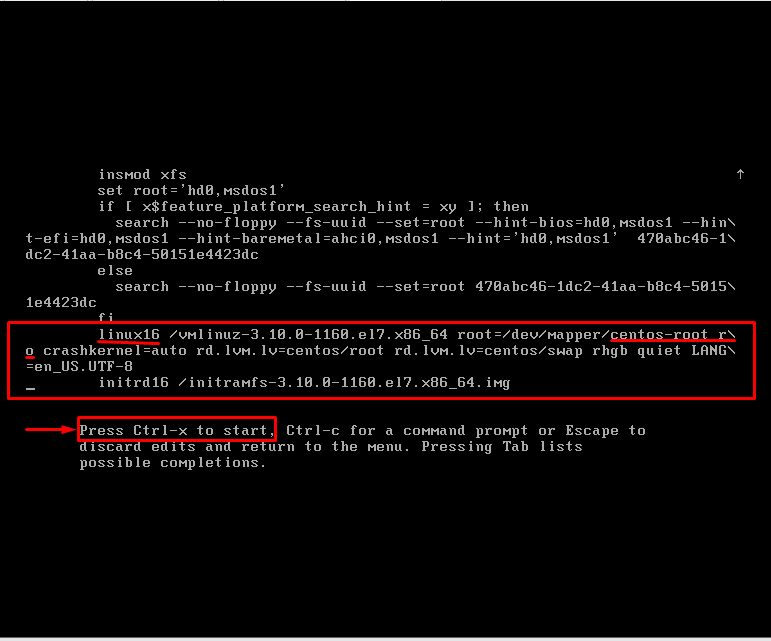 insmod xfs ↑
set root='hd0,msdos1'
if [ x$feature_platform_search_hint = xy ]; then
search --no-floppy --fs-uuid --set=root --hint-bios=hd0,msdos1 --hin\
t-efi=hd0,msdos1 --hint-baremetal=ahci0,msdos1 --hint='hd0,msdos1'  470abc46-1\
dc2-41aa-b8c4-50151e4423dc
else
search --no-floppy --fs-uuid --set=root 470abc46-1dc2-41aa-b8c4-5015\
1e4423dc
fi
linux16 /vmlinuz-3.10.0-1160.el7.x86_64 root=/dev/mapper/centos-root r\
o crashkernel=auto rd.lvm.lv=centos/root rd.lvm.lv=centos/swap rhgb quiet LANG\
=en_US.UTF-8
initrd16 /initramfs-3.10.0-1160.el7.x86_64.img
Press Ctrl-x to start, Ctrl-c for a command prompt or Escape to
discard edits and return to the menu. Pressing Tab lists
possible completions.